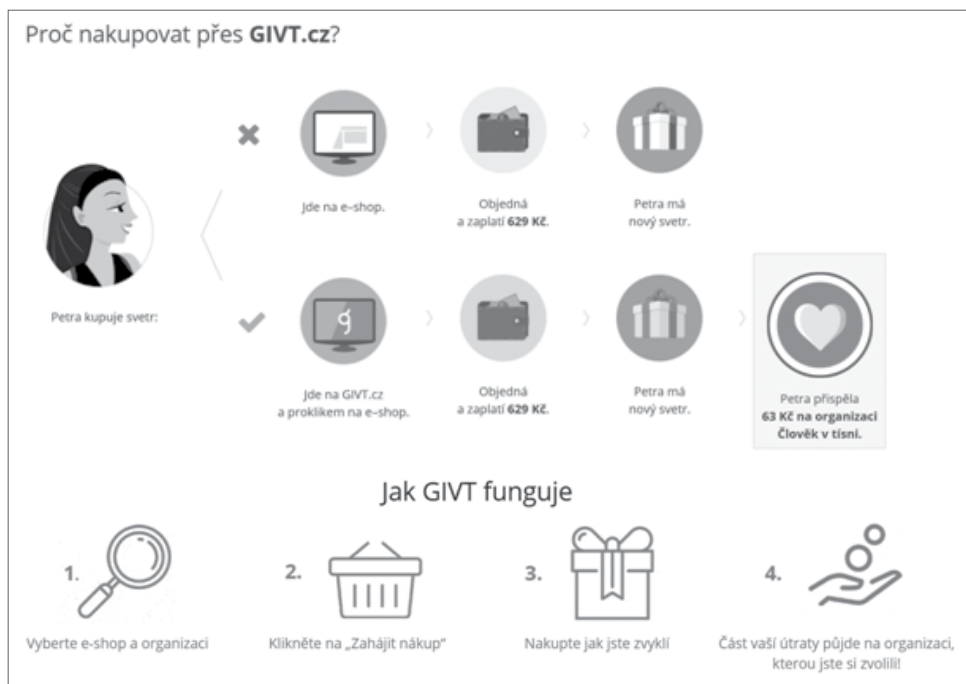 Proč nakupovat přes GIVT.cz?
Jde na e-shop.
Objedná
a zaplatí 629 Kč.
Petra má
nový svetr.
Petra kupuje svetr:
Jde na GIVT.cz
a proklikem na e-shop.
Objedná
a zaplatí 629 Kč.
Petra má
nový svetr.
Petra přispěla
63 Kč na organizaci
Člověk v tísni.
Jak GIVT funguje
1.
Vyberte e-shop a organizaci
2.
Klikněte na „Zahájit nákup"
3.
Nakupte jak jste zvyklí
4.
Část vaší útraty půjde na organizaci,
kterou jste si zvolili!